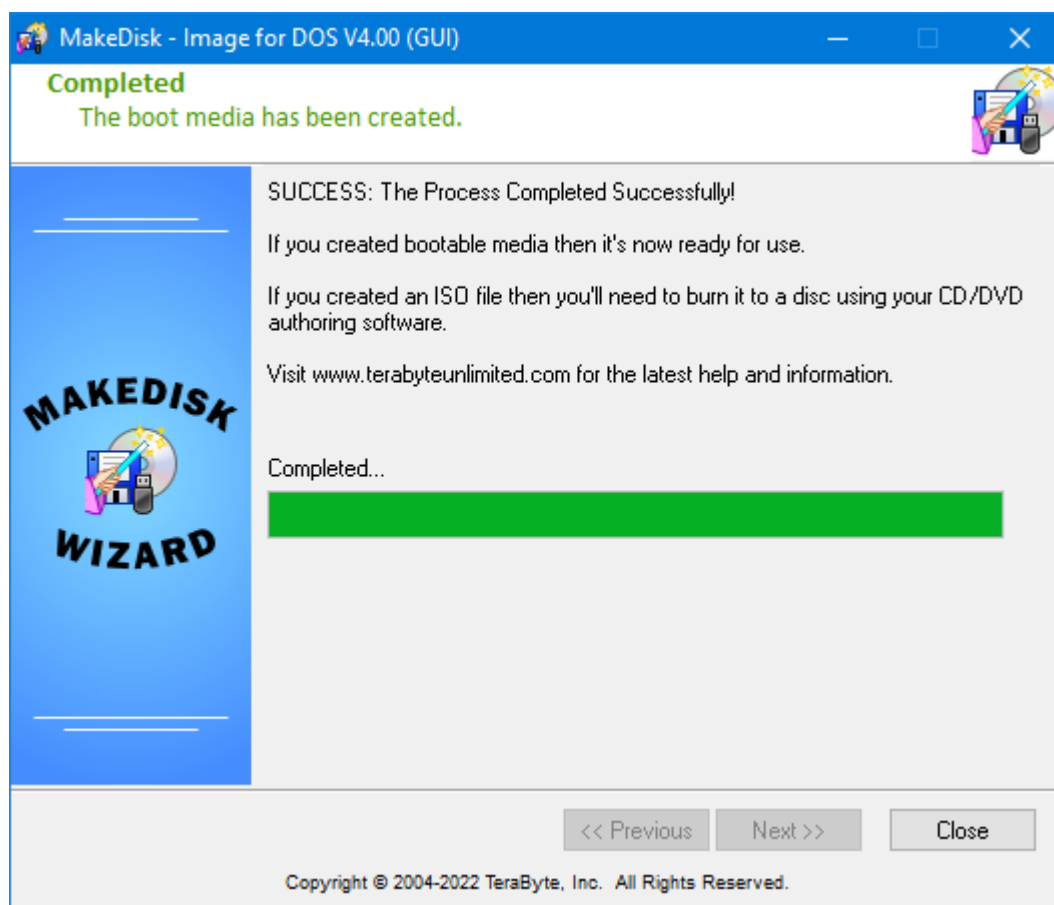 MakeDisk - Image for DOS V4.00 (GUI)
Completed
The boot media has been created.
SUCCESS: The Process Completed Successfully!
If you created bootable media then it's now ready for use.
If you created an ISO file then you'll need to burn it to a disc using your CD/DVD
authoring software.
Visit www.terabyteunlimited.com for the latest help and information.
MAKEDISK
WIZARD
Completed...
<< Previous
Next >>
Close
Copyright © 2004-2022 TeraByte, Inc. All Rights Reserved.